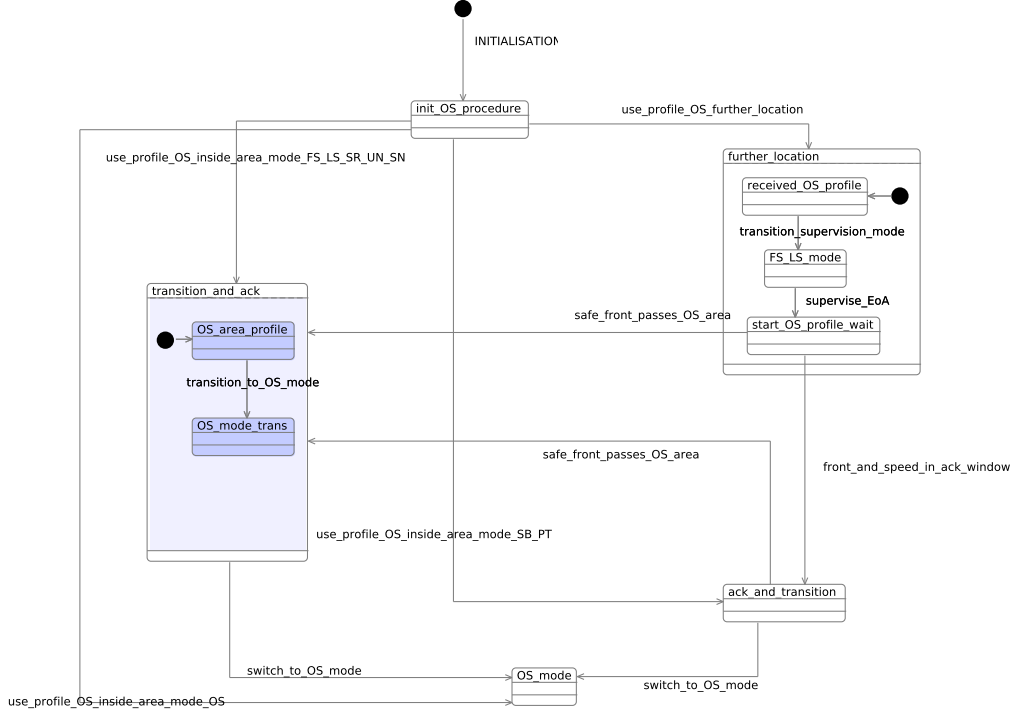 INITIALISATION
init_OS_procedure
use_profile_OS_further_location
use_profile_OS_inside_area_mode_FS_LS_SR_UN_SN
further_location
received_OS_profile
transition_supervision_mode
FS_LS_mode
transition_and_ack
supervise_EoA
safe_front_passes_OS_area
start_OS_profile_wait
OS_area_profile
transition_to_OS_mode
OS_mode_trans
safe_front_passes_OS_area
front_and_speed_in_ack_window
use_profile_OS_inside_area_mode_SB_PT
ack_and_transition
switch_to_OS_mode
OS_mode
switch_to_OS_mode
use_profile_OS_inside_area_mode_OS